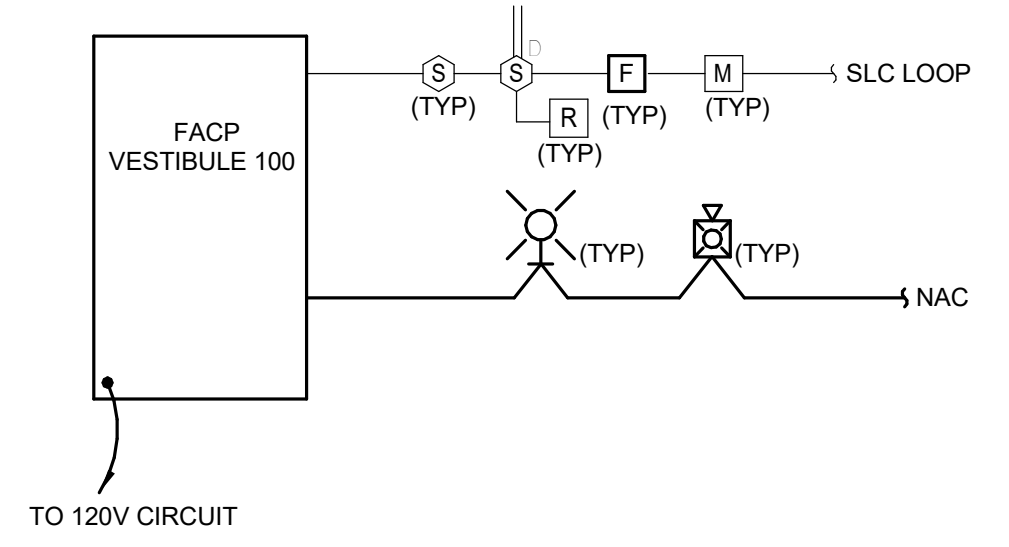 D
S
S
F
M
SLC LOOP
(TYP)
(TYP)
(TYP)
R
(TYP)
FACP
VESTIBULE 100
(TYP)
(TYP)
NAC
TO 120V CIRCUIT